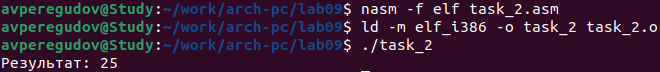 avperegudov@Study:~/work/arch-pc/lab09$ nasm -f elf task_2.asm
avperegudov@Study:~/work/arch-pc/lab09$ ld -m elf_i386 -o task_2 task_2.o
avperegudov@Study:~/work/arch-pc/lab09$ ./task_2
Результат: 25